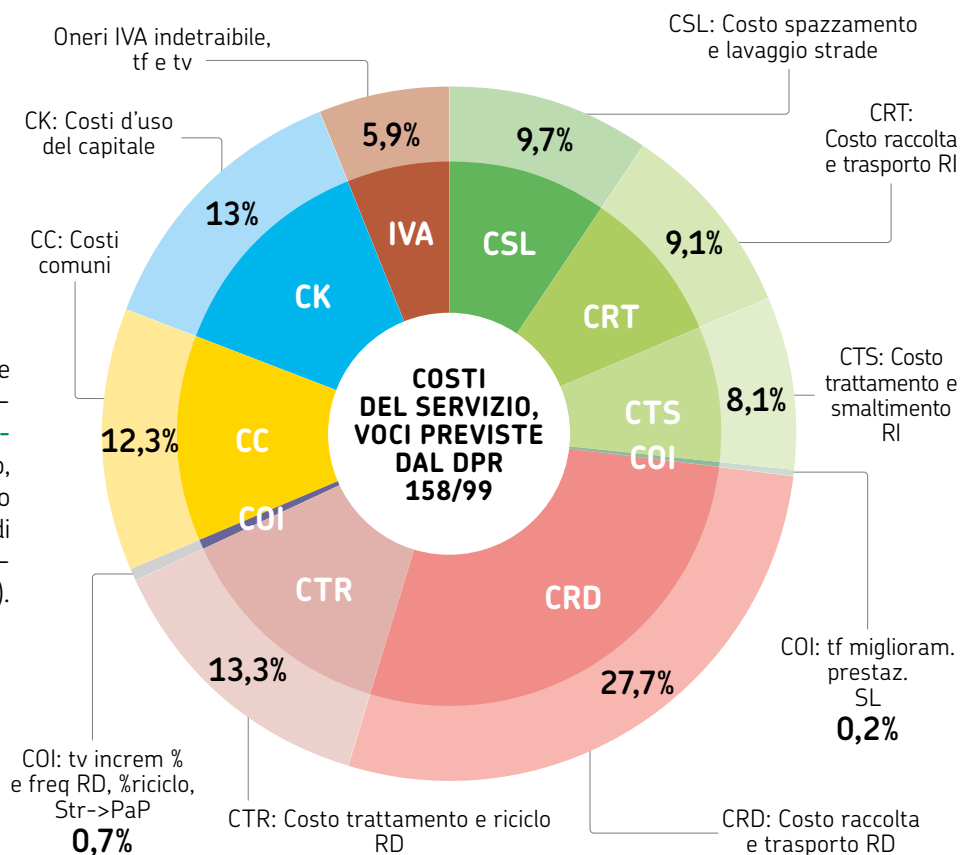 Oneri IVA indetraibile,
tf e tv
CSL: Costo spazzamento
e lavaggio strade
CK: Costi d'uso
del capitale
CRT:
Costo raccolta
e trasporto RI
5,9%
9,7%
13%
9,1%
IVA
CSL
CC: Costi
comuni
CK
CRT
CTS: Costo
trattamento e
smaltimento
RI
COSTI
DEL SERVIZIO,
VOCI PREVISTE
DAL DPR
158/99
8,1%
CTS
COI
12,3%
CC
COI
CTR
CRD
13,3%
27,7%
COI: tf miglioram.
prestaz.
SL
0,2%
COI: tv increm %
e freq RD, %riciclo,
Str->PaP
0,7%
CTR: Costo trattamento e riciclo
RD
CRD: Costo raccolta
e trasporto RD